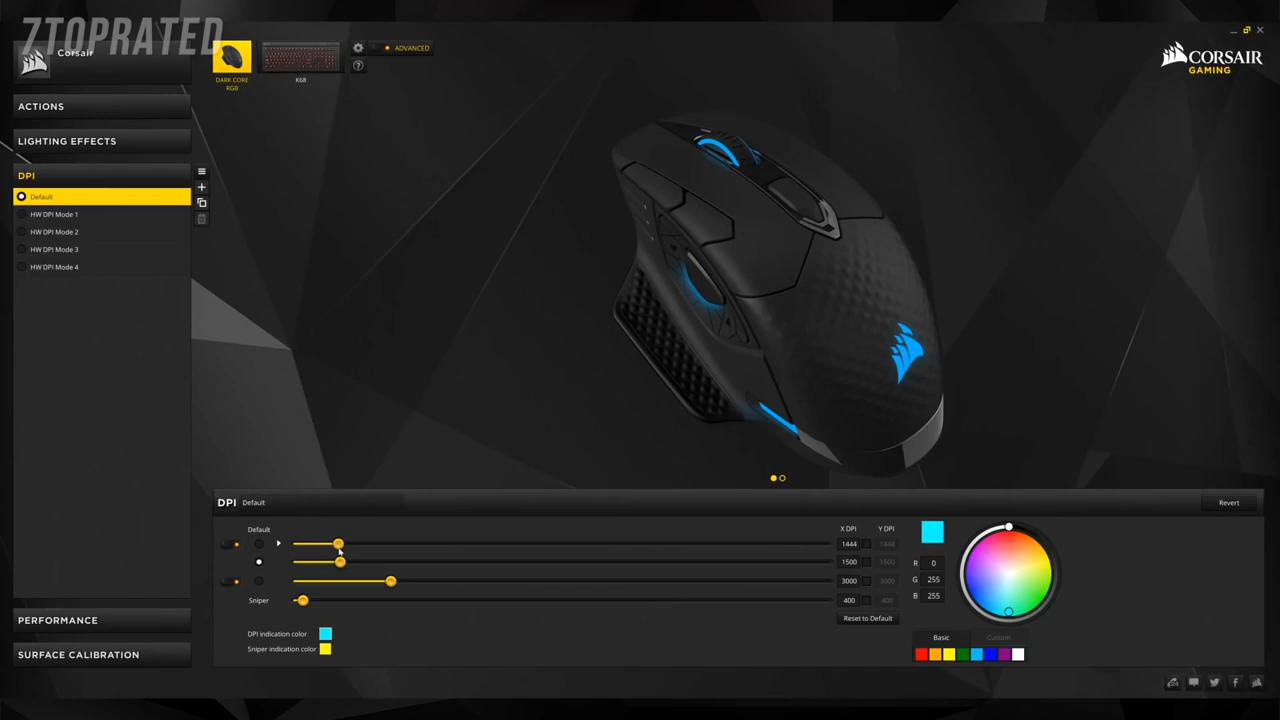 7TOPRATED
Corsair
ADVANCED
?
DARK CORE
RGB
K68
CORSAIR
GAMING
ACTIONS
LIGHTING EFFECTS
DPI
Default
HW DPI Mode 1
HW DPI Mode 2
HW DPI Mode 3
HW DPI Mode 4
PERFORMANCE
SURFACE CALIBRATION
DPI Default
Revert
Default
X DPI Y DPI
1444 1444
1500 1500
3000 3000
Sniper 400 400
Reset to Default
DPI indication color
Sniper indication color
R 0
G 255
B 255
Basic Custom